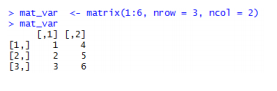 > mat_var  <- matrix(1:6, nrow = 3, ncol = 2)
> mat_var
     [,1] [,2]
[1,]    1    4
[2,]    2    5
[3,]    3    6